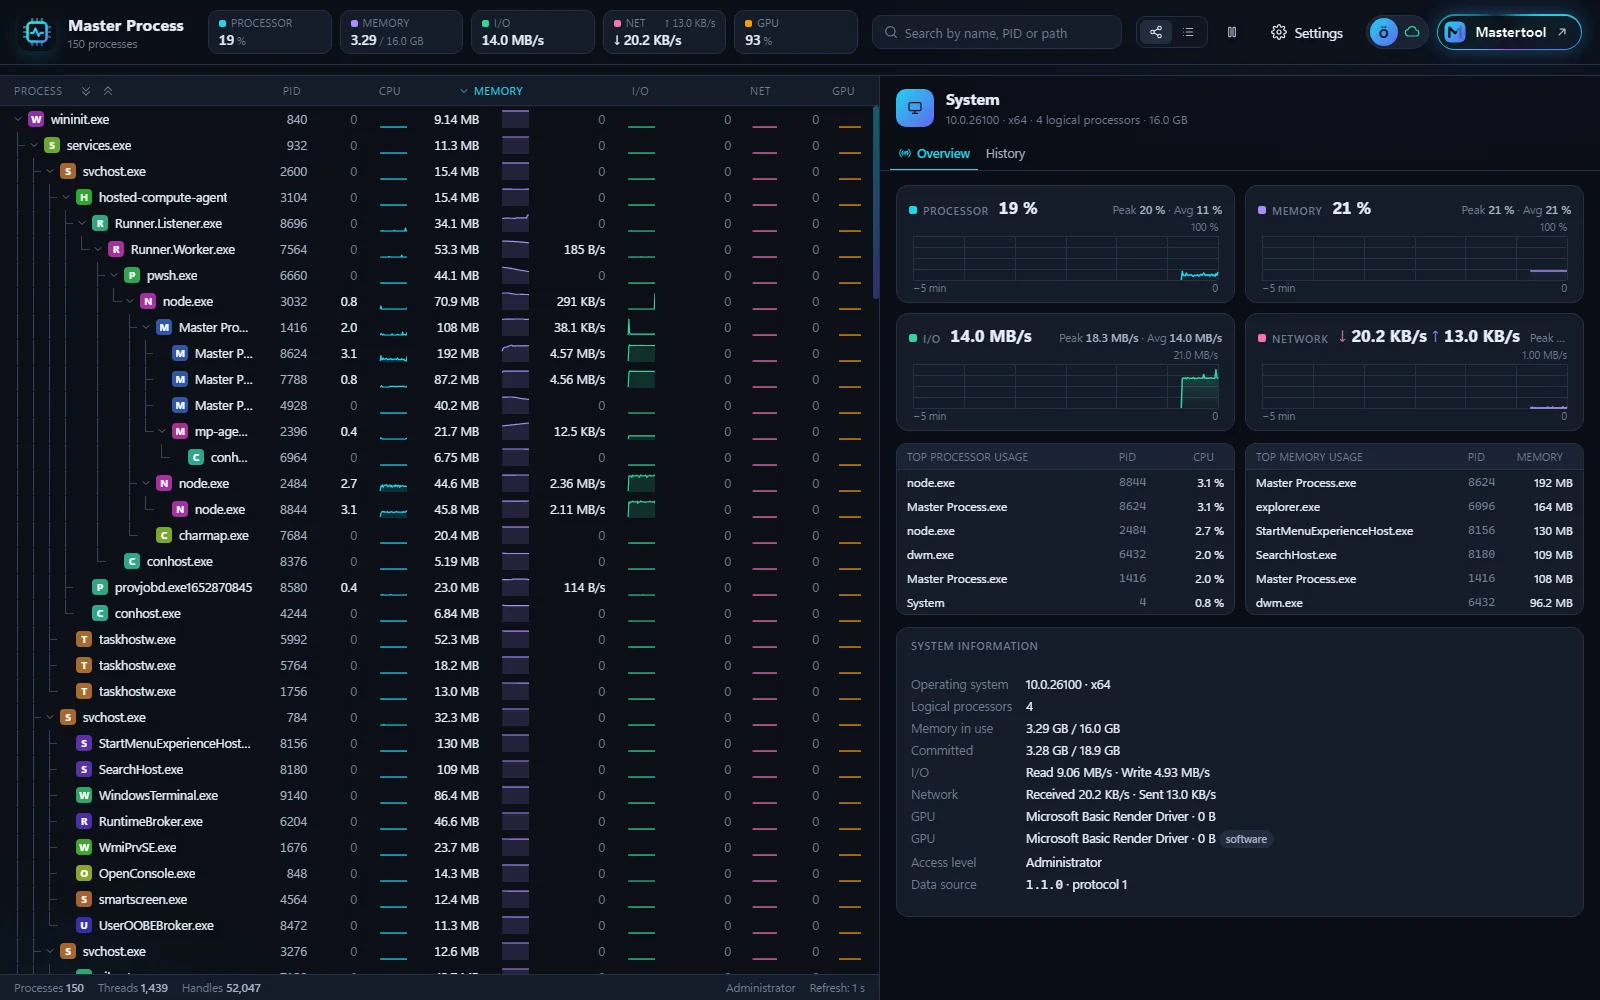 Master Process
150 processes
PROCESSOR
19 %
MEMORY
3.29 / 16.0 GB
I/O
14.0 MB/s
NET ↑ 13.0 KB/s
↓ 20.2 KB/s
GPU
93 %
Search by name, PID or path
Settings
ö
Mastertool ↗
PROCESS PID CPU MEMORY I/O NET GPU
W wininit.exe 840 0 9.14 MB 0 0 0
S services.exe 932 0 11.3 MB 0 0 0
S svchost.exe 2600 0 15.4 MB 0 0 0
H hosted-compute-agent 3104 0 15.4 MB 0 0 0
R Runner.Listener.exe 8696 0 34.1 MB 0 0 0
R Runner.Worker.exe 7564 0 53.3 MB 185 B/s 0 0
P pwsh.exe 6660 0 44.1 MB 0 0 0
N node.exe 3032 0.8 70.9 MB 291 KB/s 0 0
M Master Pro... 1416 2.0 108 MB 38.1 KB/s 0 0
M Master P... 8624 3.1 192 MB 4.57 MB/s 0 0
M Master P... 7788 0.8 87.2 MB 4.56 MB/s 0 0
M Master P... 4928 0 40.2 MB 0 0 0
M mp-age... 2396 0.4 21.7 MB 12.5 KB/s 0 0
C conh... 6964 0 6.75 MB 0 0 0
N node.exe 2484 2.7 44.6 MB 2.36 MB/s 0 0
N node.exe 8844 3.1 45.8 MB 2.11 MB/s 0 0
C charmap.exe 7684 0 20.4 MB 0 0 0
C conhost.exe 8376 0 5.19 MB 0 0 0
P provjobd.exe1652870845 8580 0.4 23.0 MB 114 B/s 0 0
C conhost.exe 4244 0 6.84 MB 0 0 0
T taskhostw.exe 5992 0 52.3 MB 0 0 0
T taskhostw.exe 5764 0 18.2 MB 0 0 0
T taskhostw.exe 1756 0 13.0 MB 0 0 0
S svchost.exe 784 0 32.3 MB 0 0 0
S StartMenuExperienceHost... 8156 0 130 MB 0 0 0
S SearchHost.exe 8180 0 109 MB 0 0 0
W WindowsTerminal.exe 9140 0 86.4 MB 0 0 0
R RuntimeBroker.exe 6204 0 46.6 MB 0 0 0
W WmiPrvSE.exe 1676 0 23.7 MB 0 0 0
O OpenConsole.exe 848 0 14.3 MB 0 0 0
S smartscreen.exe 4564 0 12.4 MB 0 0 0
U UserOOBEBroker.exe 8472 0 11.3 MB 0 0 0
S svchost.exe 3276 0 12.6 MB 0 0 0
Processes 150 Threads 1,439 Handles 52,047
Administrator Refresh: 1 s
System
10.0.26100 · x64 · 4 logical processors · 16.0 GB
Overview History
PROCESSOR 19 % Peak 20 % · Avg 11 %
100 %
−5 min 0
MEMORY 21 % Peak 21 % · Avg 21 %
100 %
−5 min 0
I/O 14.0 MB/s Peak 18.3 MB/s · Avg 14.0 MB/s
21.0 MB/s
−5 min 0
NETWORK ↓ 20.2 KB/s ↑ 13.0 KB/s Peak ...
1.00 MB/s
−5 min 0
TOP PROCESSOR USAGE PID CPU
node.exe 8844 3.1 %
Master Process.exe 8624 3.1 %
node.exe 2484 2.7 %
dwm.exe 6432 2.0 %
Master Process.exe 1416 2.0 %
System 4 0.8 %
TOP MEMORY USAGE PID MEMORY
Master Process.exe 8624 192 MB
explorer.exe 6096 164 MB
StartMenuExperienceHost.exe 8156 130 MB
SearchHost.exe 8180 109 MB
Master Process.exe 1416 108 MB
dwm.exe 6432 96.2 MB
SYSTEM INFORMATION
Operating system 10.0.26100 · x64
Logical processors 4
Memory in use 3.29 GB / 16.0 GB
Committed 3.28 GB / 18.9 GB
I/O Read 9.06 MB/s · Write 4.93 MB/s
Network Received 20.2 KB/s · Sent 13.0 KB/s
GPU Microsoft Basic Render Driver · 0 B
GPU Microsoft Basic Render Driver · 0 B software
Access level Administrator
Data source 1.1.0 · protocol 1